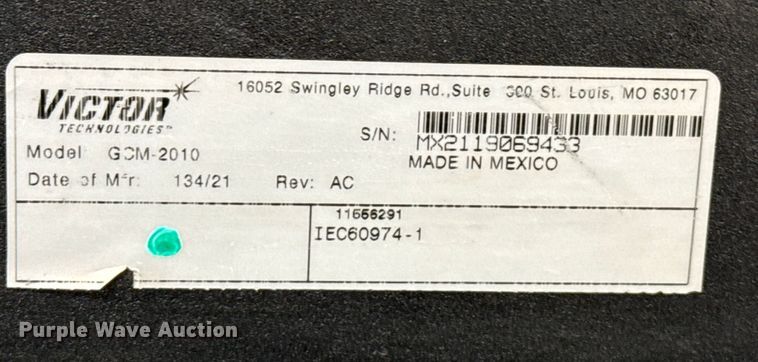 VICTOR
TECHNOLOGIES™
16052 Swingley Ridge Rd.,Suite 300 St. Louis, MO 63017
S/N:
MX2119069433
MADE IN MEXICO
Model GCM-2010
Date of Mfr: 134/21 Rev: AC
11656291
IEC60974-1
Purple Wave Auction